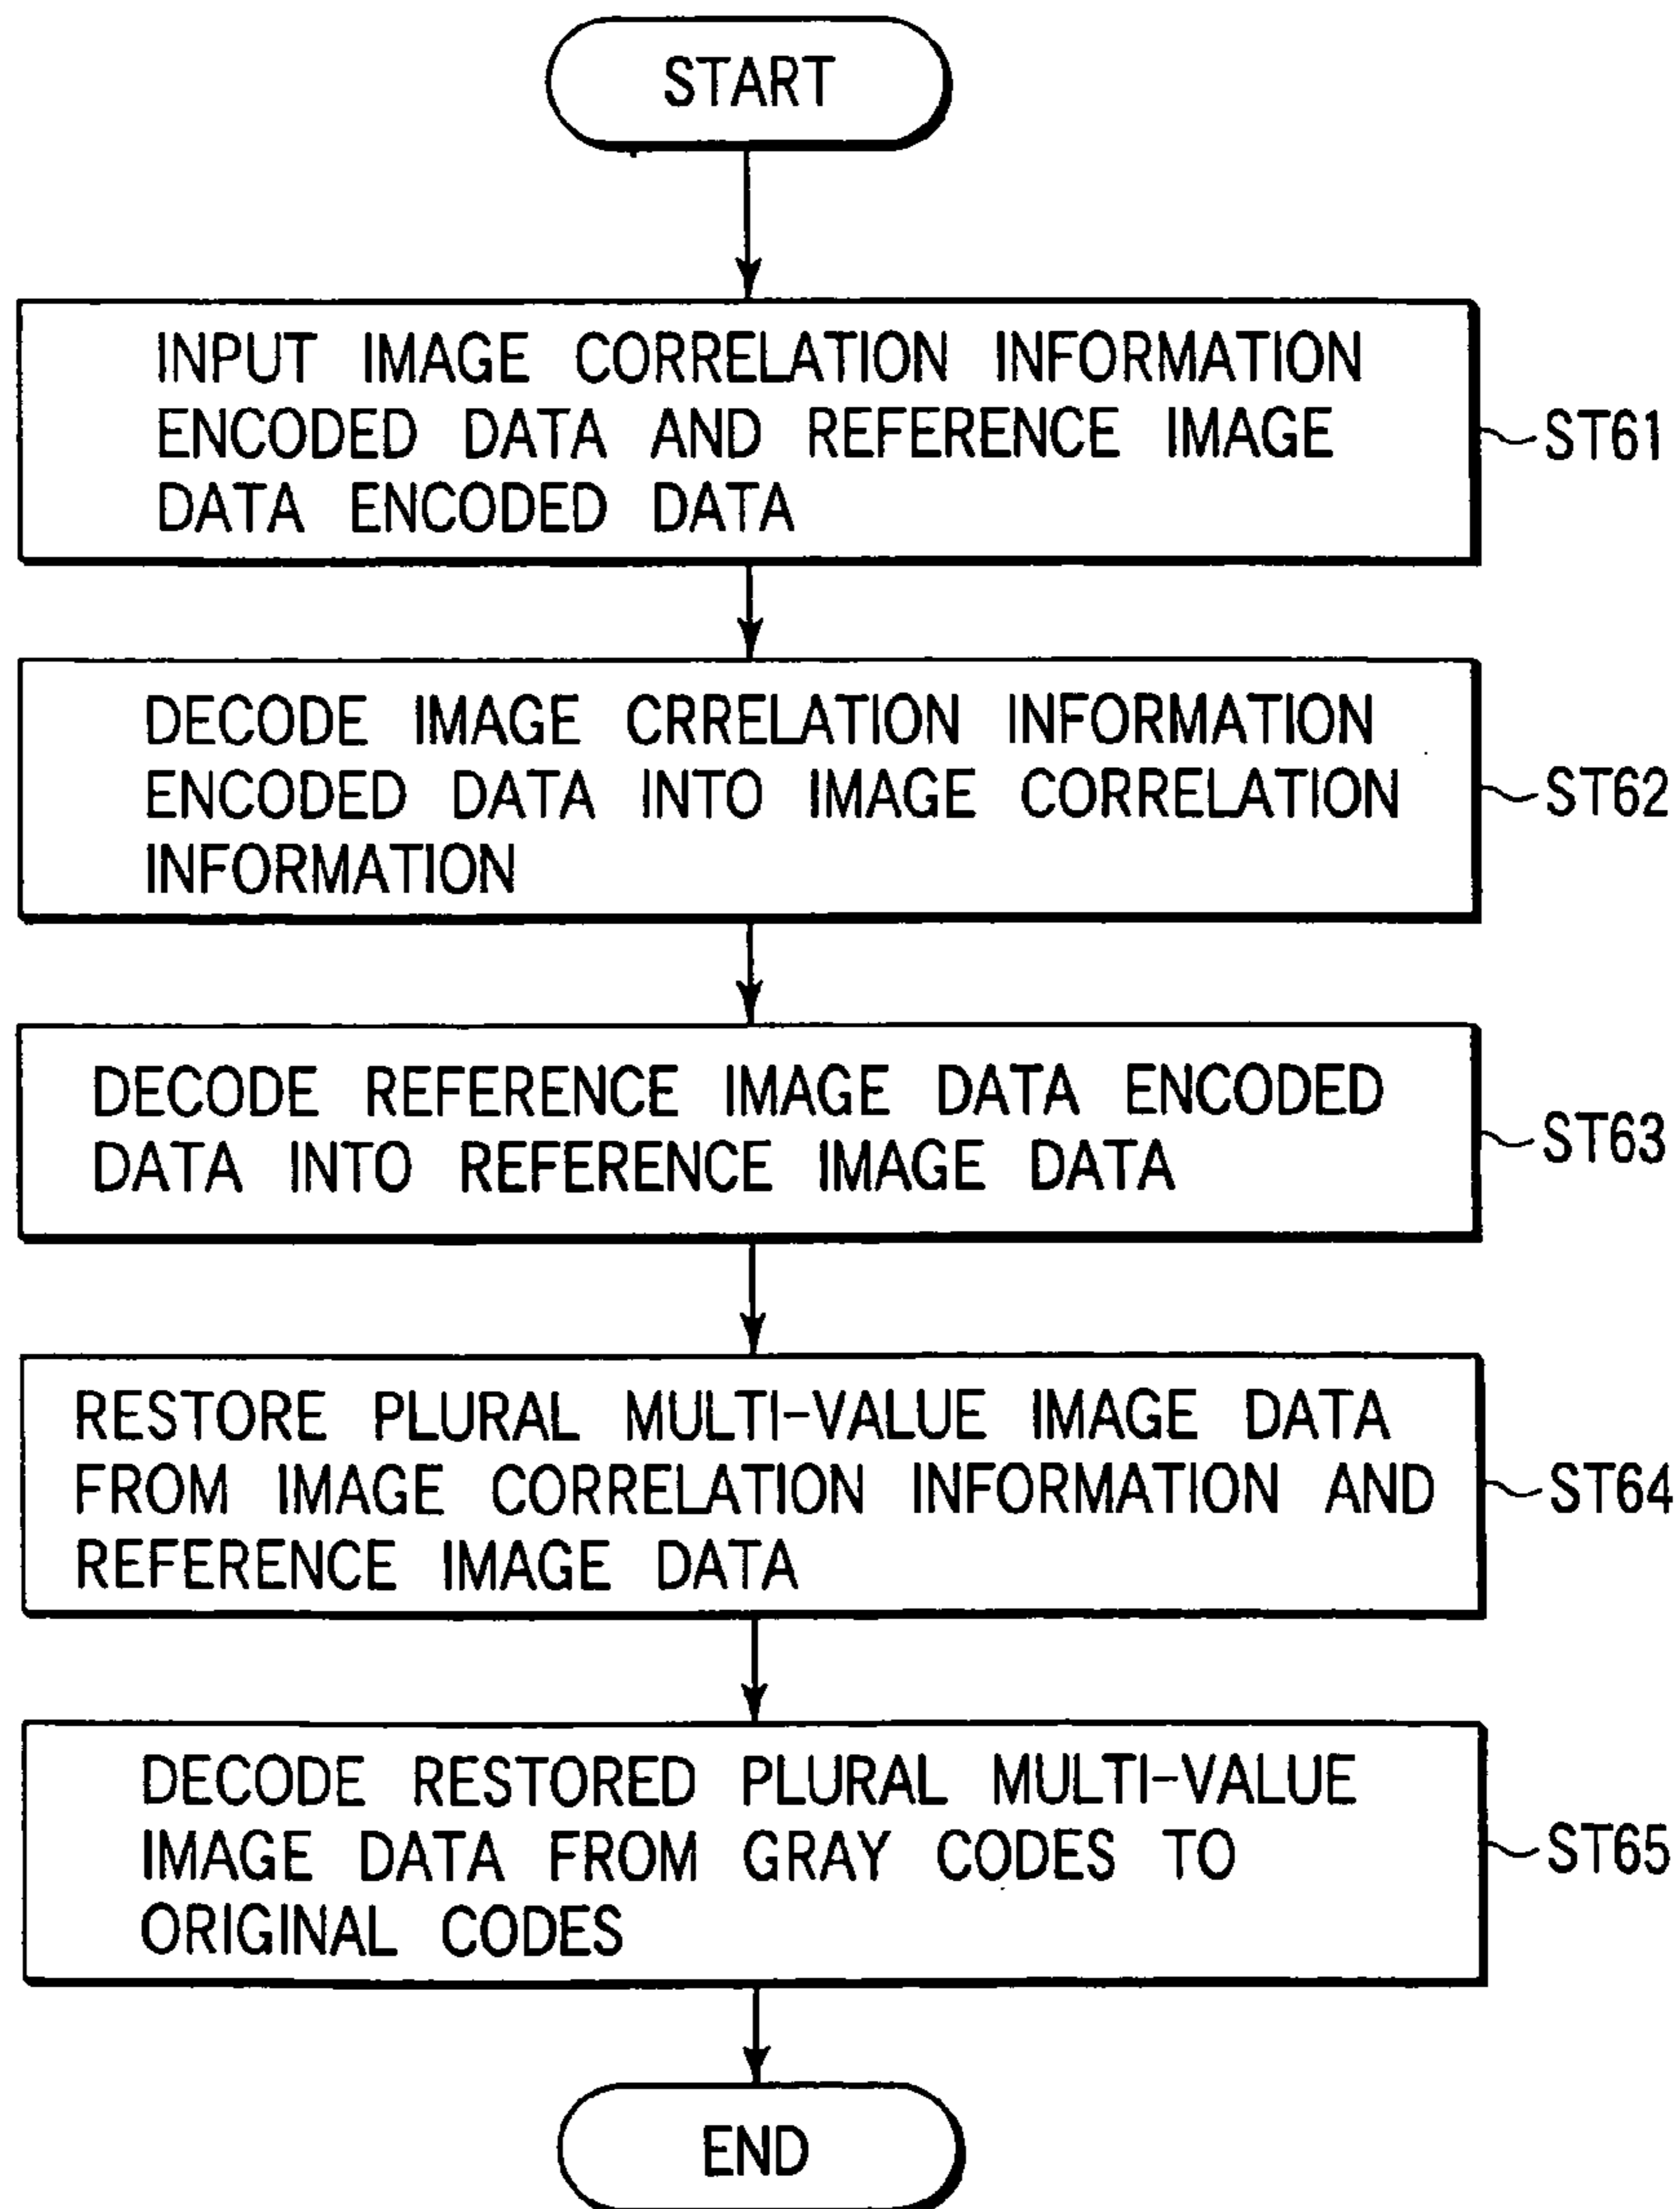 START
INPUT IMAGE CORRELATION INFORMATION
ENCODED DATA AND REFERENCE IMAGE
DATA ENCODED DATA
ST61
DECODE IMAGE CRRELATION INFORMATION
ENCODED DATA INTO IMAGE CORRELATION
INFORMATION
ST62
DECODE REFERENCE IMAGE DATA ENCODED
DATA INTO REFERENCE IMAGE DATA
ST63
RESTORE PLURAL MULTI-VALUE IMAGE DATA
FROM IMAGE CORRELATION INFORMATION AND
REFERENCE IMAGE DATA
ST64
DECODE RESTORED PLURAL MULTI-VALUE
IMAGE DATA FROM GRAY CODES TO
ORIGINAL CODES
ST65
END